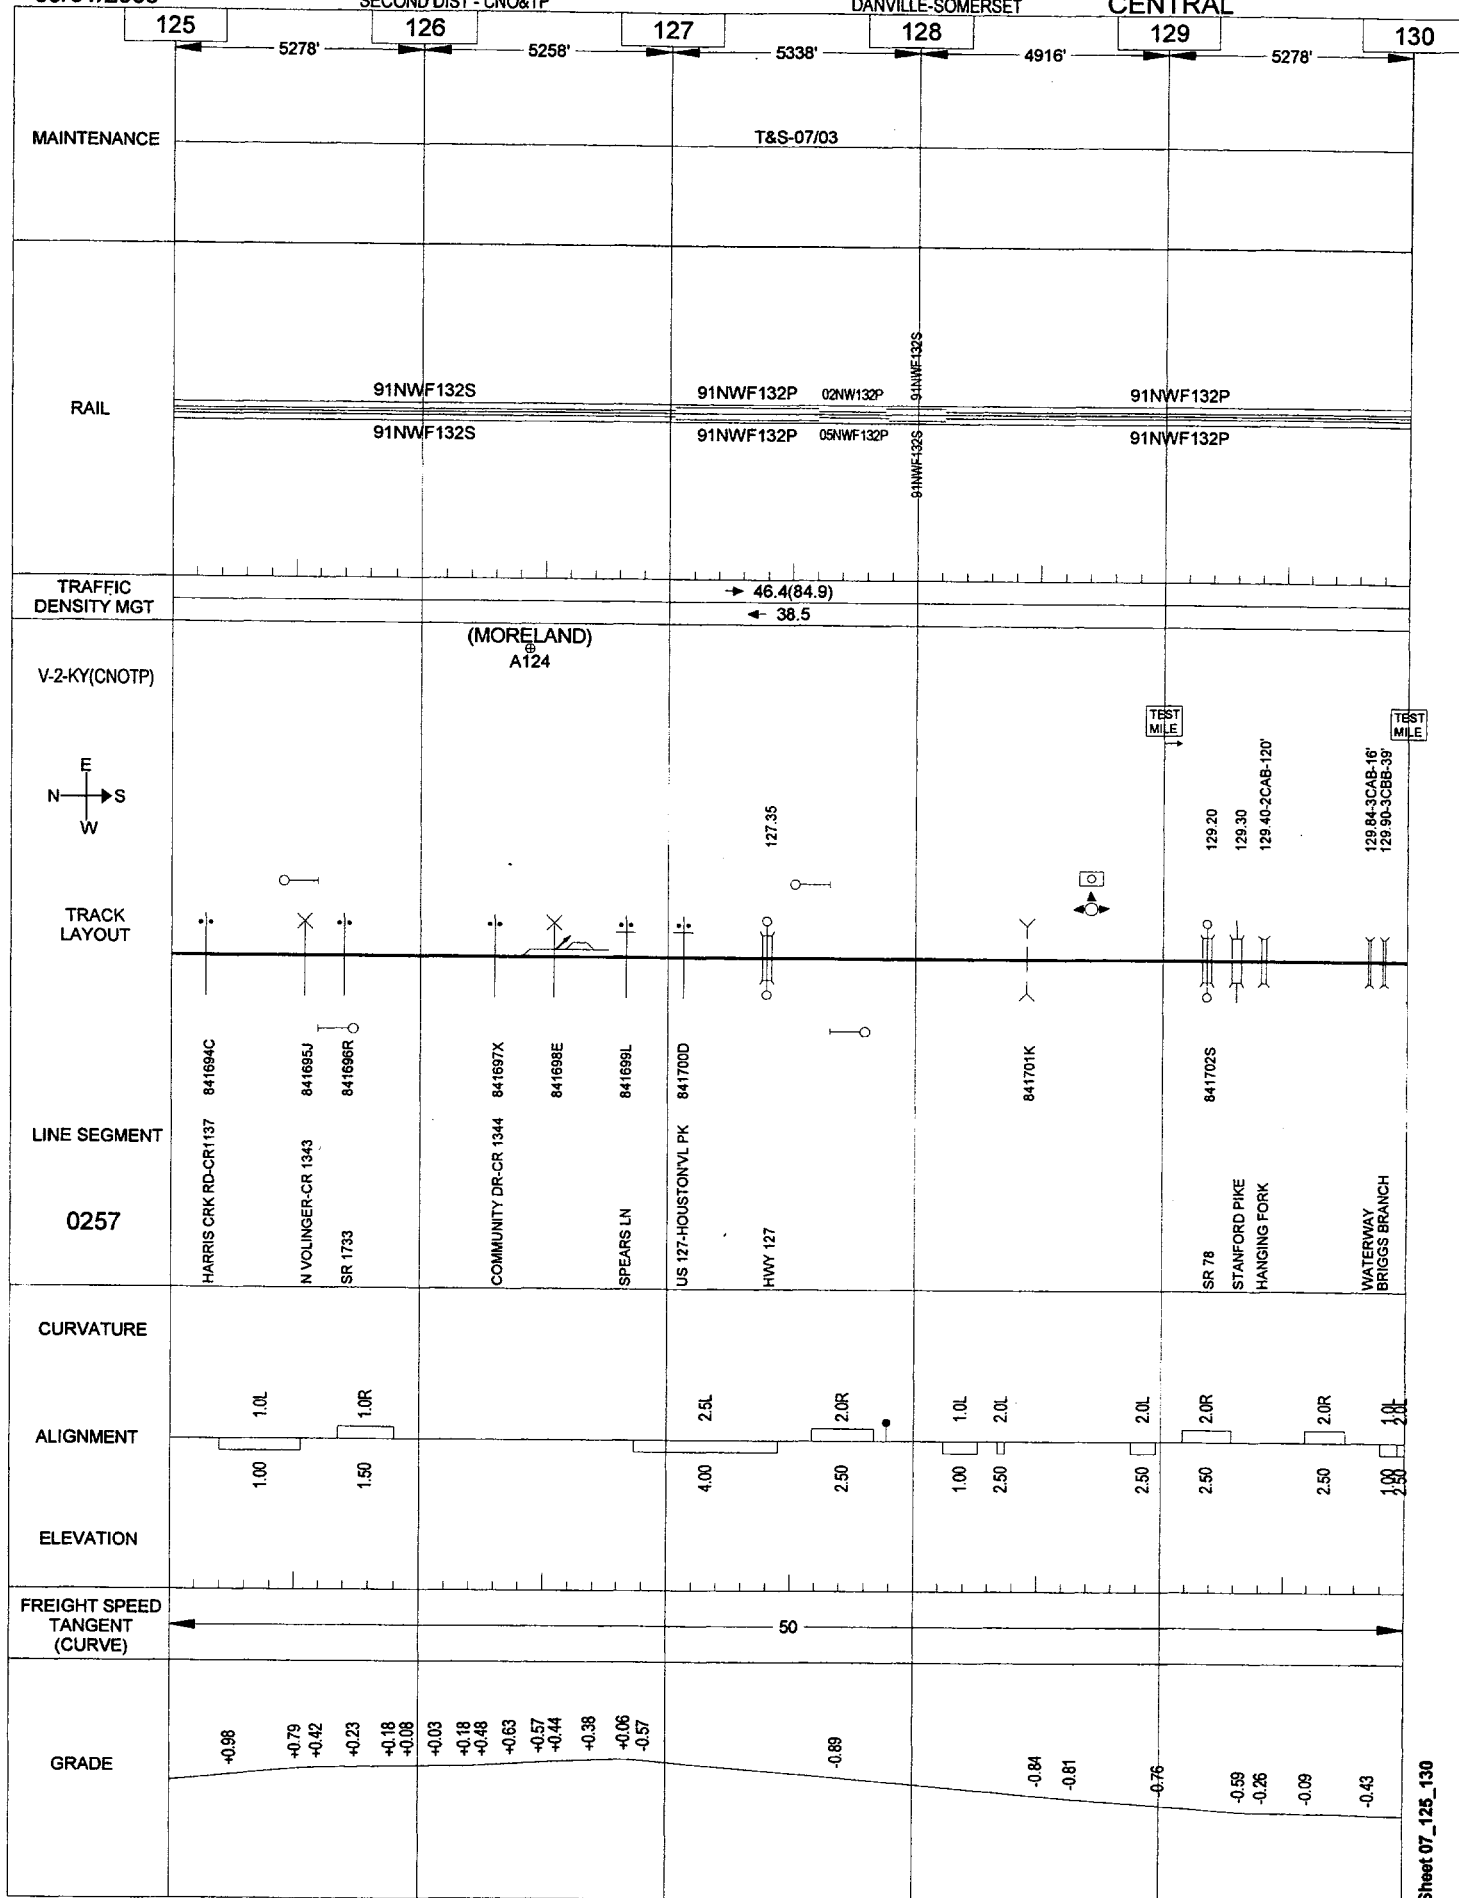 SECOND DIST - CNO&TP DANVILLE-SOMERSET CENTRAL
125 126 127 128 129 130
5278' 5258' 5338' 4916' 5278'
MAINTENANCE
T&S-07/03
RAIL
91NWF132S 91NWF132P 02NW132P 91NWF132S 91NWF132P
91NWF132S 91NWF132P 05NWF132P 91NWF132S 91NWF132P
TRAFFIC
DENSITY MGT
46.4(84.9)
38.5
(MORELAND)
A124
V-2-KY(CNOTP)
TEST
MILE
TEST
MILE
E
N S
W
127.35
129.20
129.30
129.40-2CAB-120'
129.84-3CAB-16'
129.90-3CBB-39'
TRACK
LAYOUT
841694C
841695J
841696R
841697X
841698E
841699L
841700D
841701K
841702S
LINE SEGMENT
0257
HARRIS CRK RD-CR1137
N VOLINGER-CR 1343
SR 1733
COMMUNITY DR-CR 1344
SPEARS LN
US 127-HOUSTON'VL PK
HWY 127
SR 78
STANFORD PIKE
HANGING FORK
WATERWAY
BRIGGS BRANCH
CURVATURE
1.0L 1.0R 2.5L 2.0R 1.0L 2.0L 2.0L 2.0R 2.0R 1.0L 2.0L
ALIGNMENT
1.00 1.50 4.00 2.50 1.00 2.50 2.50 2.50 2.50 1.00 2.50
ELEVATION
FREIGHT SPEED
TANGENT
(CURVE)
50
GRADE
+0.98 +0.79 +0.42 +0.23 +0.18 +0.08 +0.03 +0.18 +0.48 +0.63 +0.57 +0.44 +0.38 +0.06 -0.57 -0.89 -0.84 -0.81 -0.76 -0.59 -0.26 -0.09 -0.43
Sheet 07_125_130